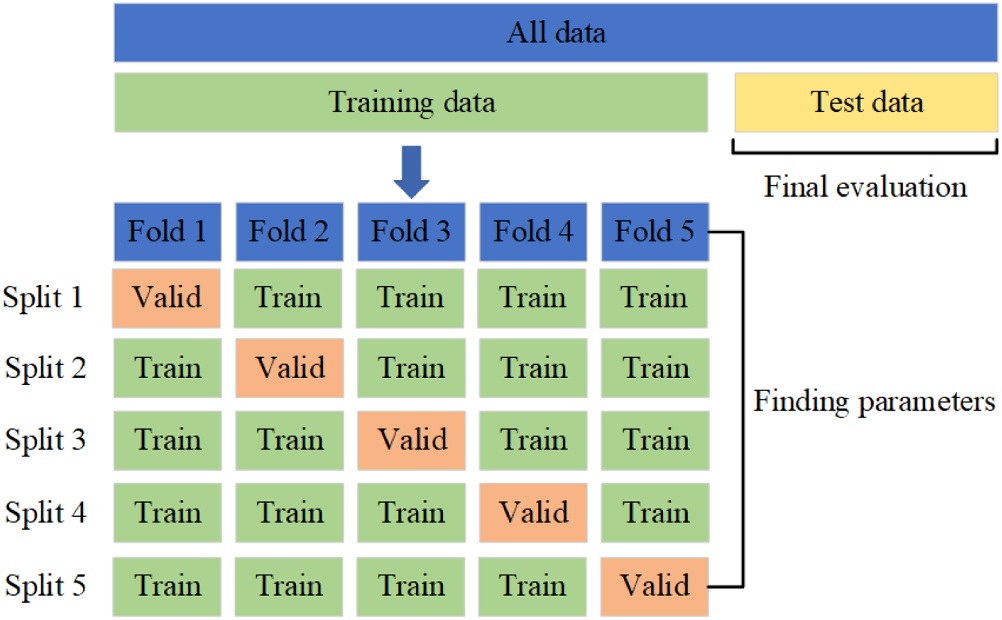 All data
Training data Test data
Final evaluation
Fold 1 Fold 2 Fold 3 Fold 4 Fold 5
Split 1 Valid Train Train Train Train
Split 2 Train Valid Train Train Train
Finding parameters
Split 3 Train Train Valid Train Train
Split 4 Train Train Train Valid Train
Split 5 Train Train Train Train Valid